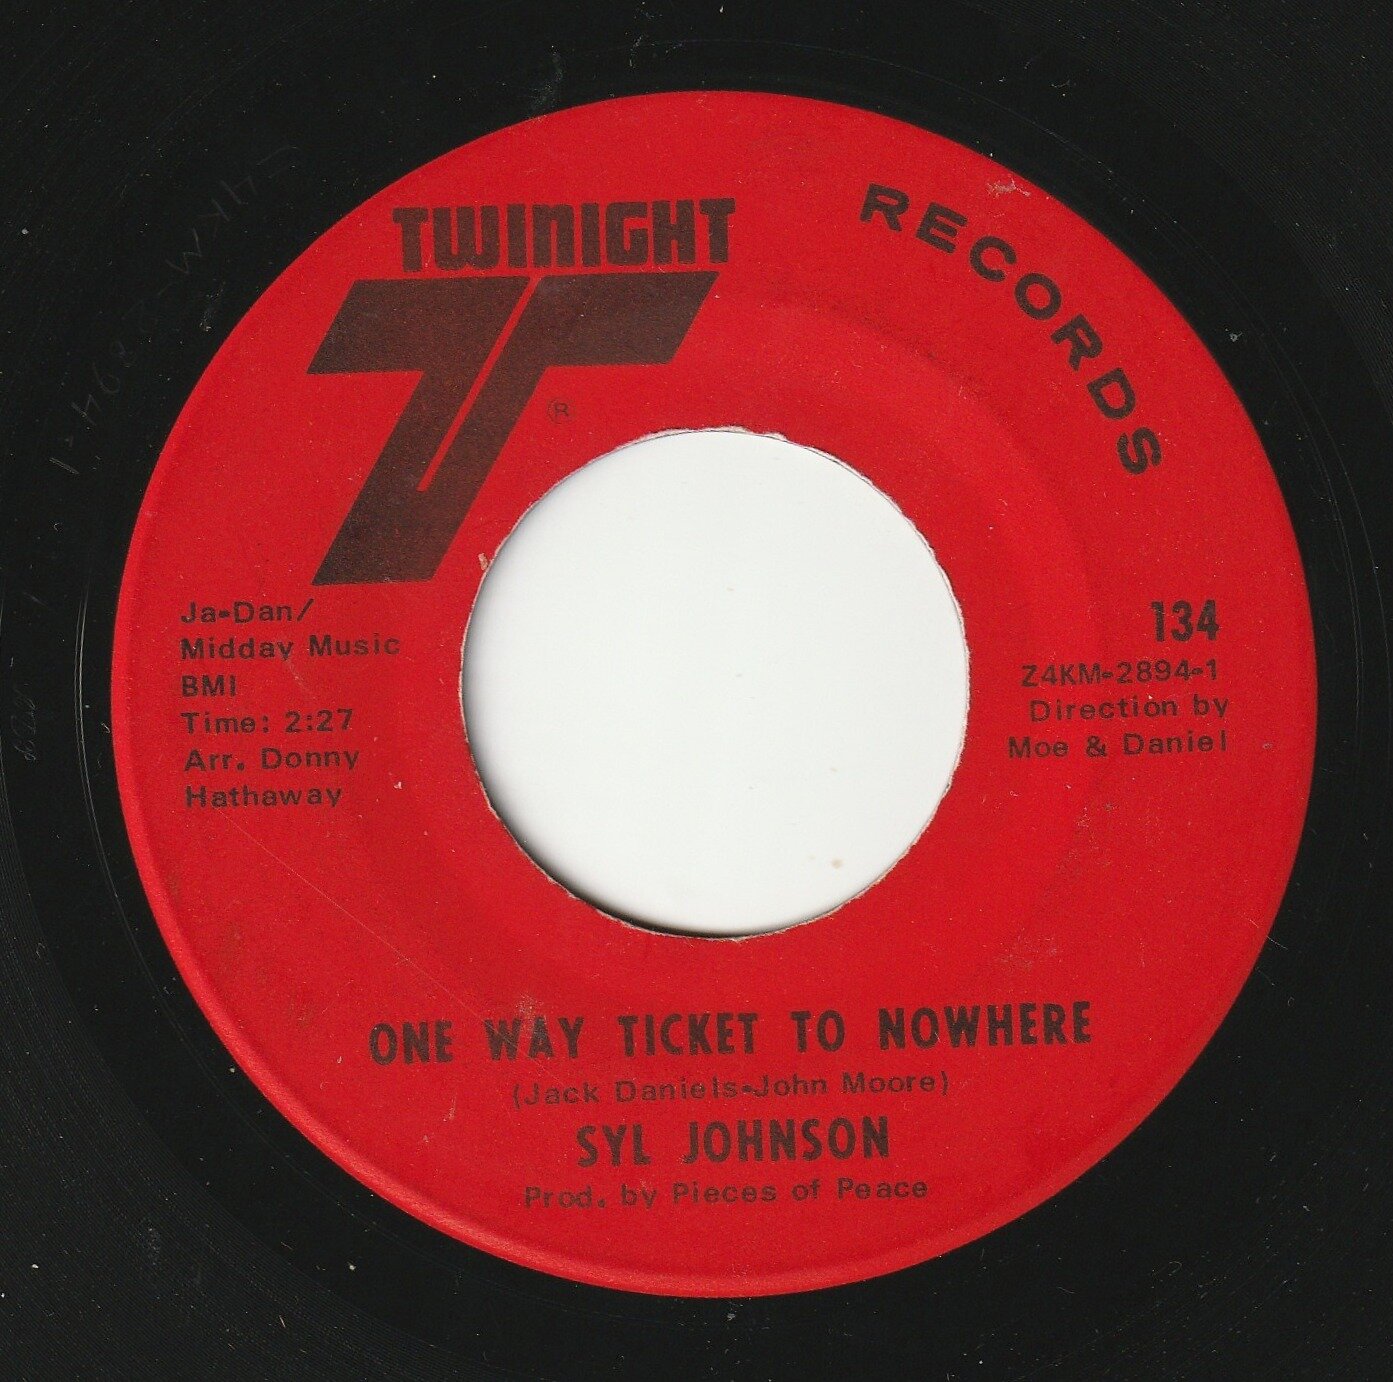 TWINIGHT
RECORDS
®
Ja-Dan/
Midday Music
BMI
Time: 2:27
Arr. Donny
Hathaway
134
Z4KM-2894-1
Direction by
Moe & Daniel
ONE WAY TICKET TO NOWHERE
(Jack Daniels-John Moore)
SYL JOHNSON
Prod. by Pieces of Peace